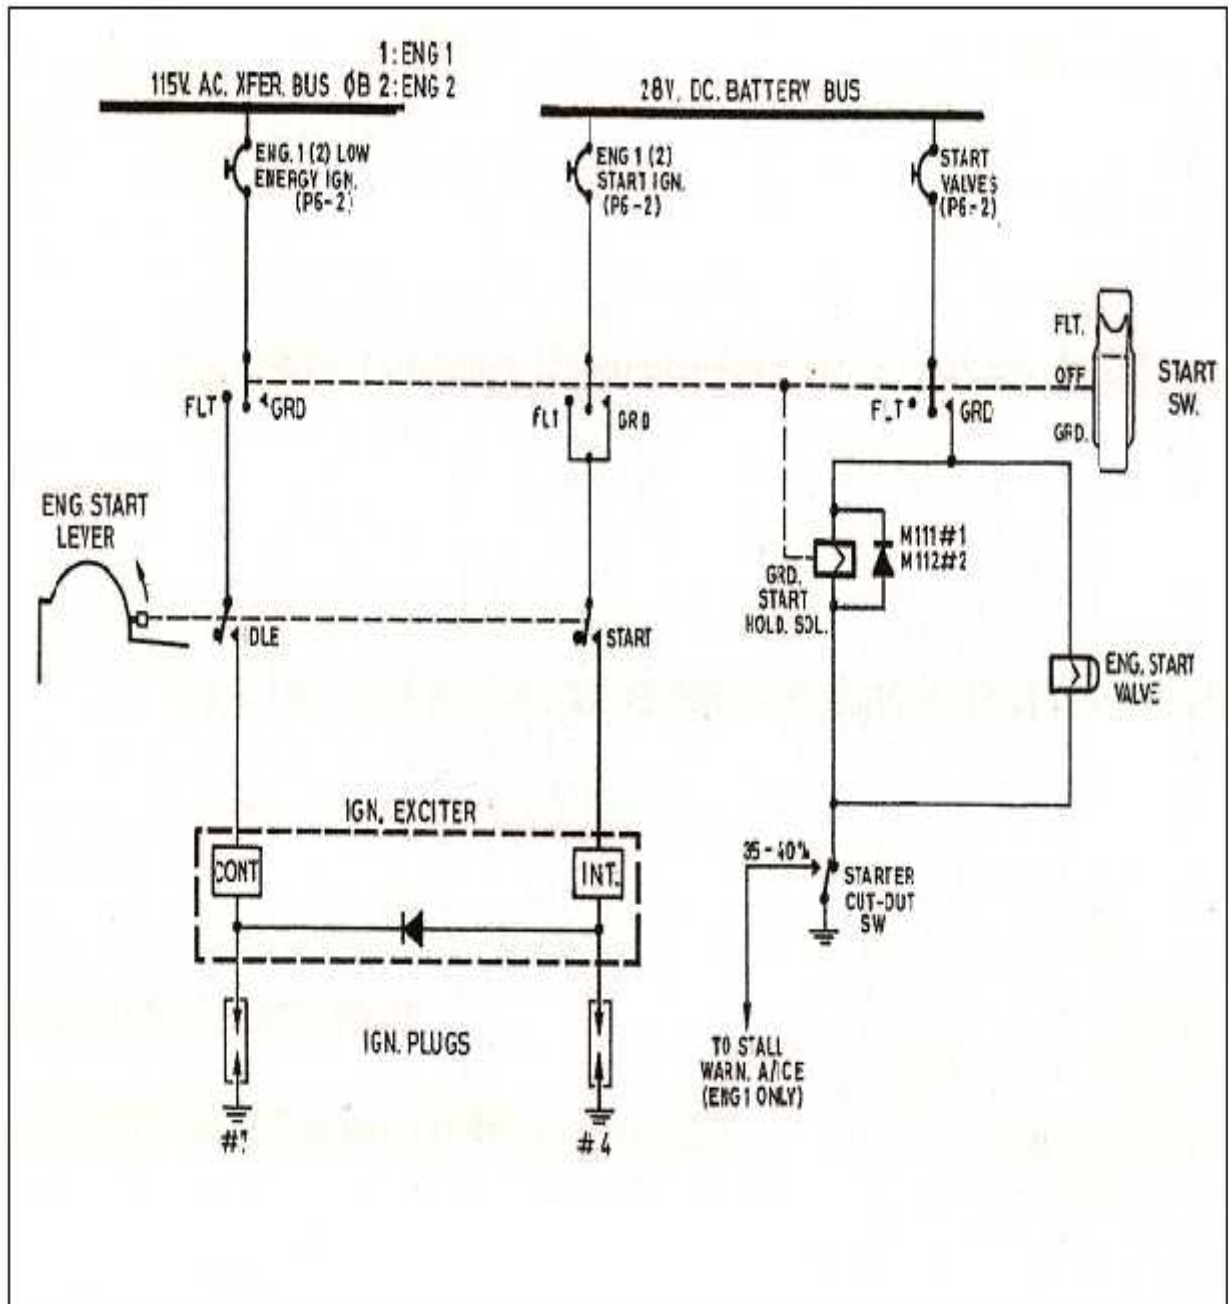 1: ENG 1
115V. AC. XFER. BUS ØB 2: ENG 2
28V. DC. BATTERY BUS
ENG. 1 (2) LOW
ENERGY IGN.
(P6-2)
ENG 1 (2)
START IGN.
(P6-2)
START
VALVES
(P6-2)
FLT.
OFF
GRD.
START
SW.
FLT
GRD
FLT
GRD
FLT
GRD
ENG. START
LEVER
M111#1
M112#2
GRD.
START
HOLD. SOL.
DLE
START
ENG. START
VALVE
IGN. EXCITER
CONT
INT.
35-40%
STARTER
CUT-OUT
SW
IGN. PLUGS
TO STALL
WARN. A/ICE
(ENG 1 ONLY)
#4